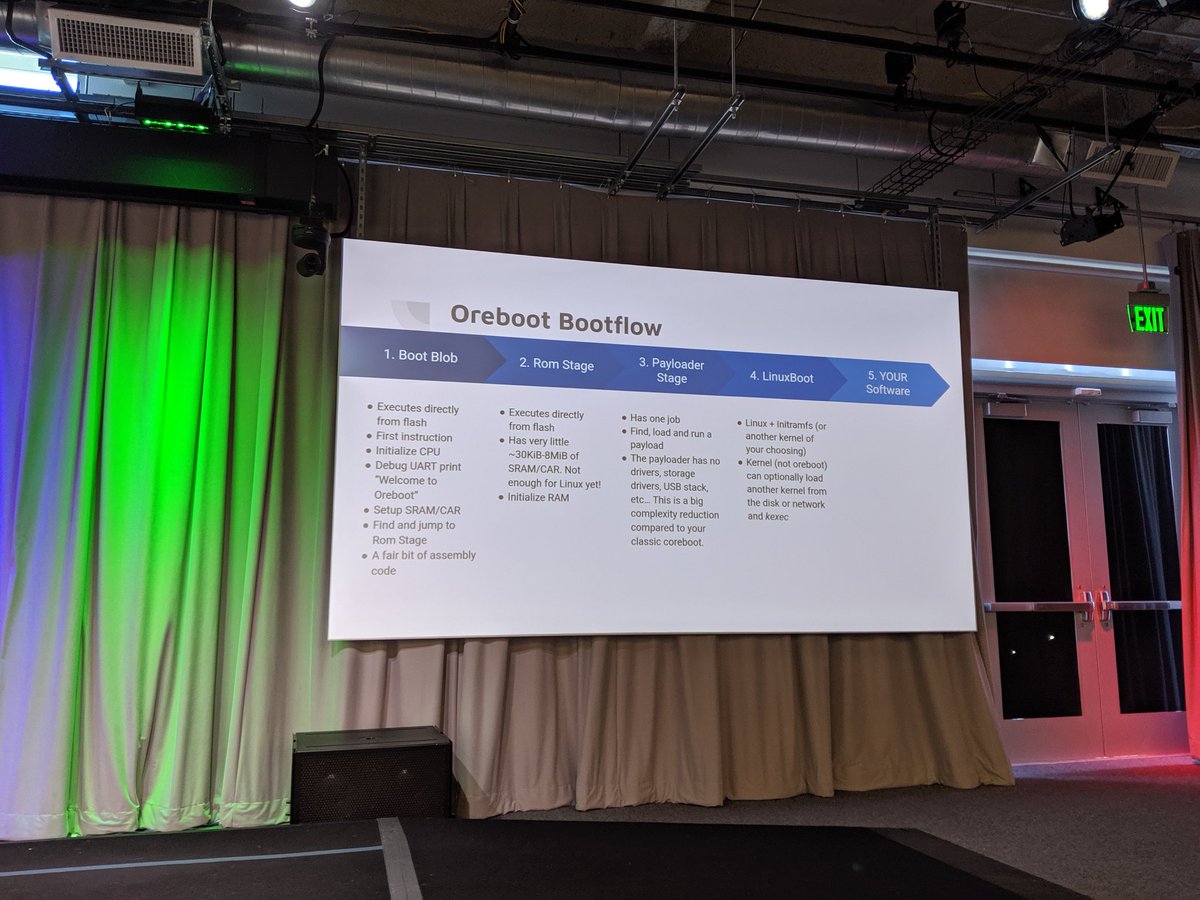 Oreboot Bootflow
1. Boot Blob
2. Rom Stage
3. Payloader
Stage
4. LinuxBoot
5. YOUR
Software
● Executes directly
from flash
● First instruction
● Initialize CPU
● Debug UART print
“Welcome to
Oreboot”
● Setup SRAM/CAR
● Find and jump to
Rom Stage
● A fair bit of assembly
code
● Executes directly
from flash
● Has very little
~30KiB-8MiB of
SRAM/CAR. Not
enough for Linux yet!
● Initialize RAM
● Has one job
● Find, load and run a
payload
● The payloader has no
drivers, storage
drivers, USB stack,
etc... This is a big
complexity reduction
compared to your
classic coreboot.
● Linux + Initramfs (or
another kernel of
your choosing)
● Kernel (not oreboot)
can optionally load
another kernel from
the disk or network
and kexec
EXIT